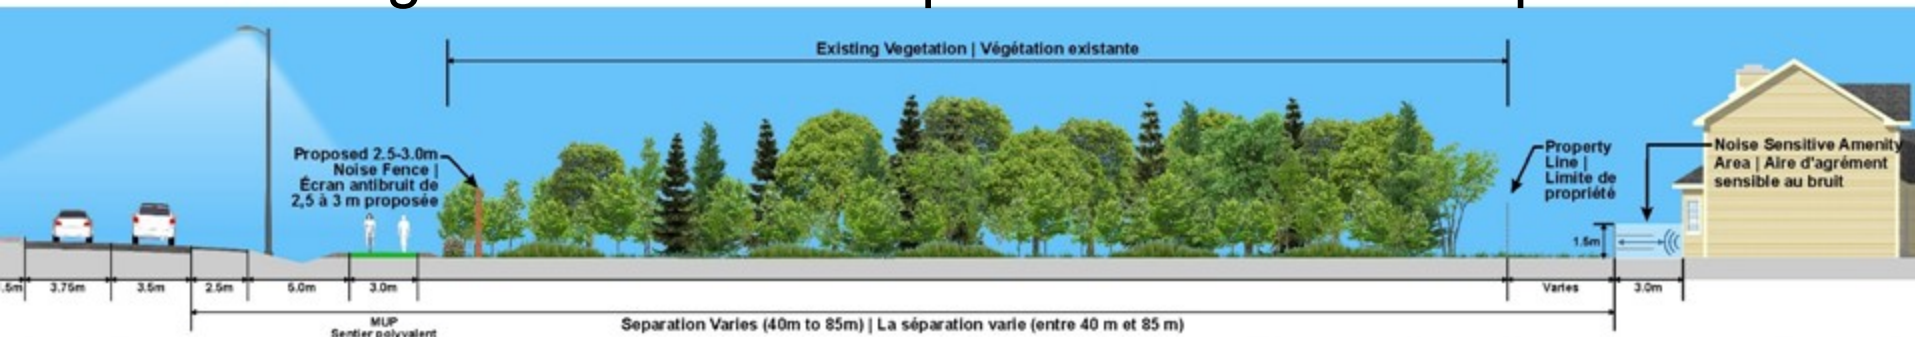 Existing Vegetation | Végétation existante
Proposed 2.5-3.0m
Noise Fence |
Écran antibruit de
2,5 à 3 m proposée
Property
Line |
Limite de
propriété
Noise Sensitive Amenity
Area | Aire d'agrément
sensible au bruit
1.5m
.5m
3.75m
3.5m
2.5m
5.0m
3.0m
Varies
3.0m
MUP
Sentier polyvalent
Separation Varies (40m to 85m) | La séparation varie (entre 40 m et 85 m)